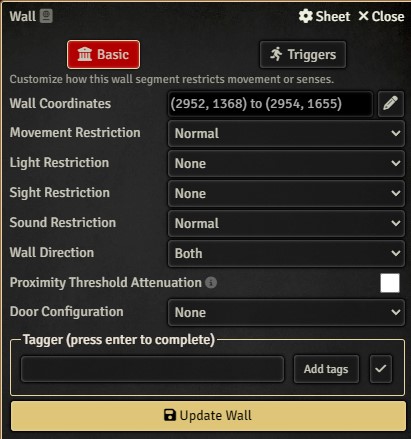 Wall Sheet Close
Basic Triggers
Customize how this wall segment restricts movement or senses.
Wall Coordinates (2952, 1368) to (2954, 1655)
Movement Restriction Normal
Light Restriction None
Sight Restriction None
Sound Restriction Normal
Wall Direction Both
Proximity Threshold Attenuation
Door Configuration None
Tagger (press enter to complete)
Add tags
Update Wall